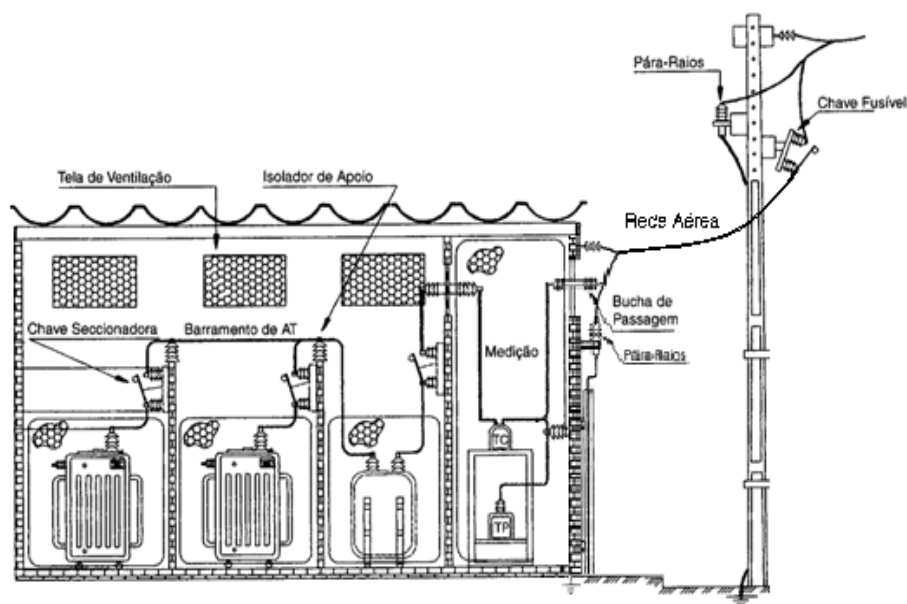 Pára-Raios
Chave Fusível
Tela de Ventilação
Isolador de Apoio
Rede Aérea
Chave Seccionadora
Barramento de AT
Bucha de
Passagem
Medição
Pára-Raios
TC
TP